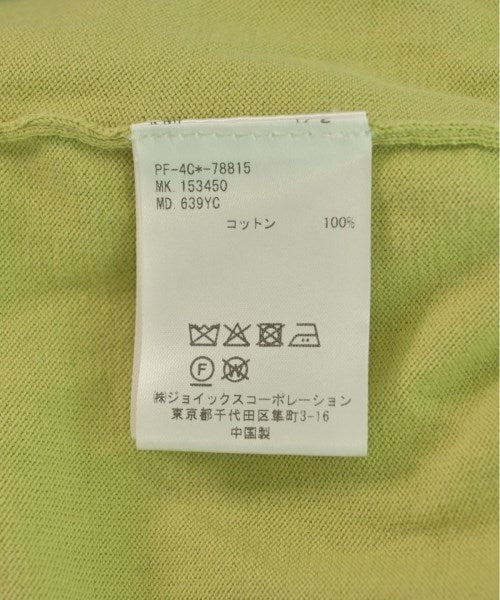 PF-4C*-78815
MK. 153450
MD. 639YC
コットン 100%
㈱ジョイックスコーポレーション
東京都千代田区隼町3-16
中国製